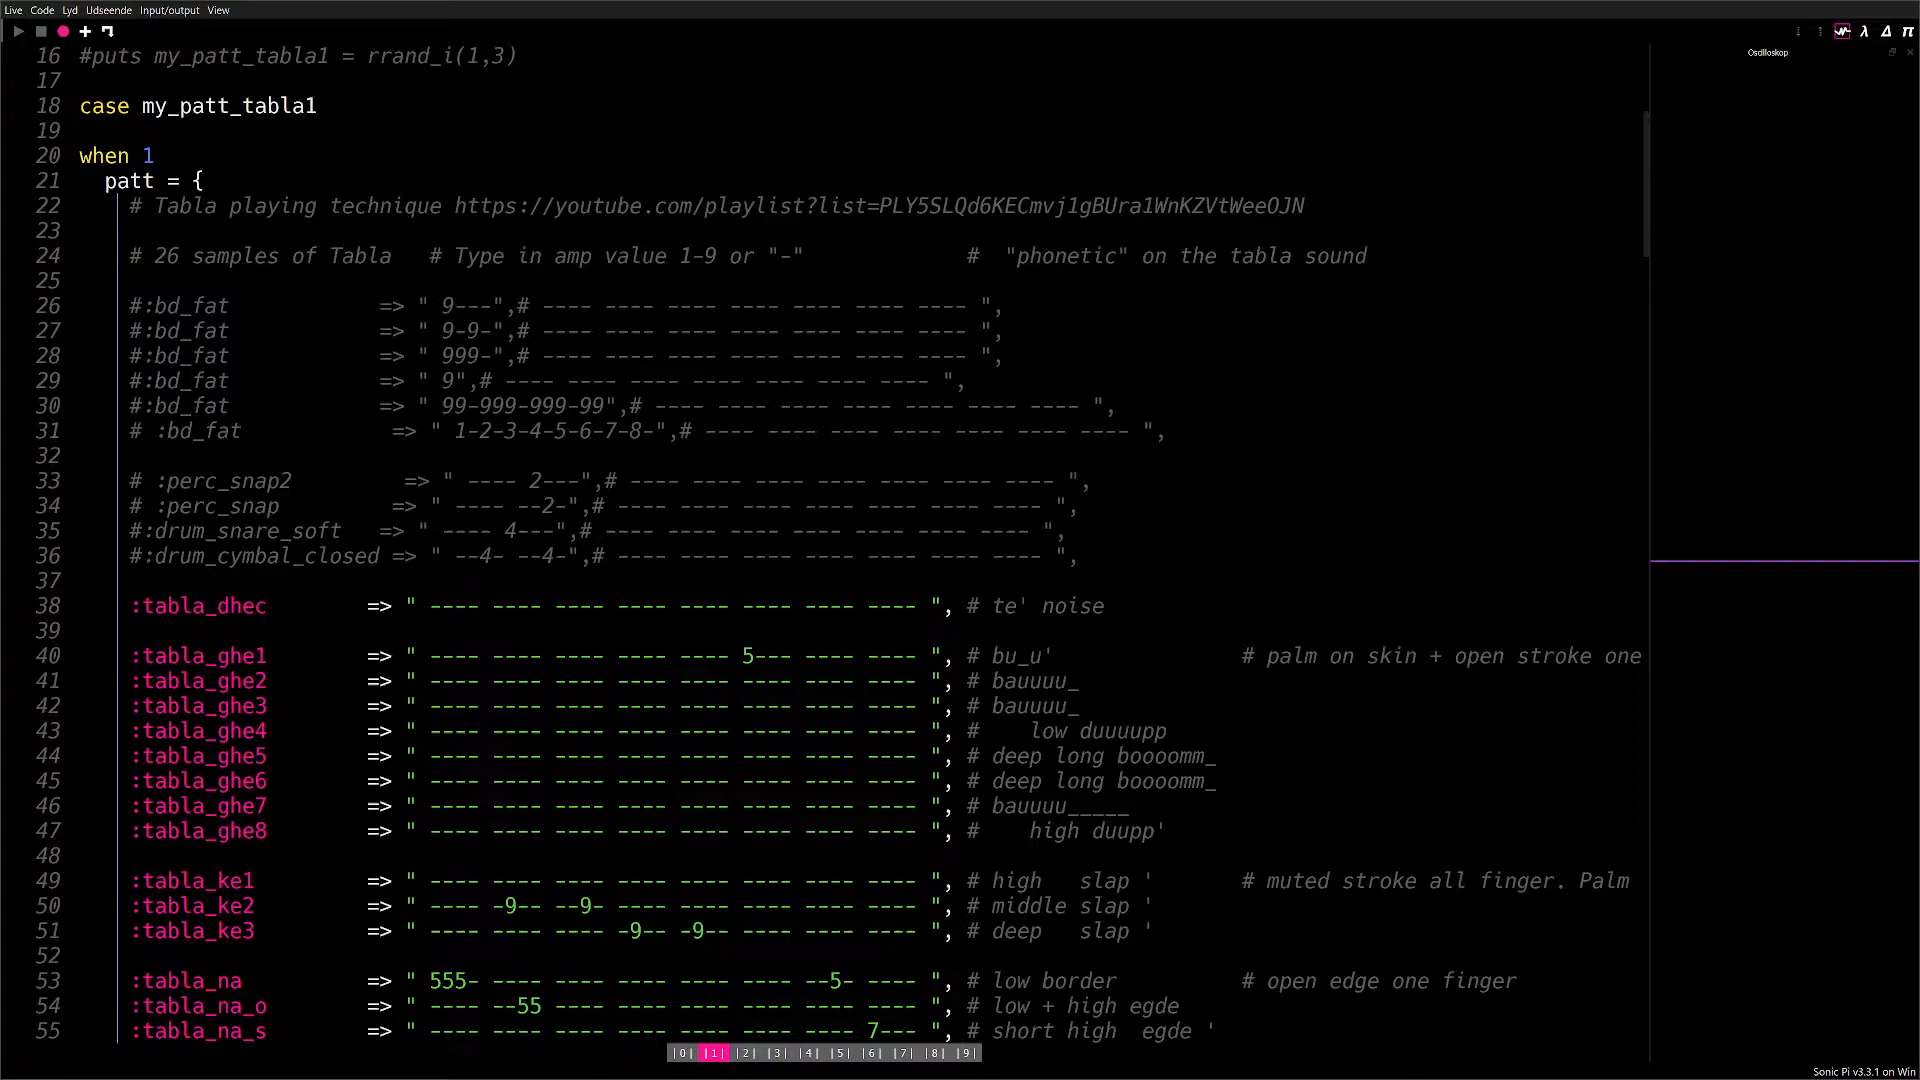 Live Code Lyd Udseende Input/output View
Oscilloskop
16 #puts my_patt_tabla1 = rrand_i(1,3)
17
18 case my_patt_tabla1
19
20 when 1
21 patt = {
22 # Tabla playing technique https://youtube.com/playlist?list=PLY5SLQd6KECmvj1gBUra1WnKZVtWeeOJN
23
24 # 26 samples of Tabla # Type in amp value 1-9 or "-" # "phonetic" on the tabla sound
25
26 #:bd_fat => " 9---",# ---- ---- ---- ---- ---- ---- ---- ",
27 #:bd_fat => " 9-9-",# ---- ---- ---- ---- ---- ---- ---- ",
28 #:bd_fat => " 999-",# ---- ---- ---- ---- ---- ---- ---- ",
29 #:bd_fat => " 9",# ---- ---- ---- ---- ---- ---- ---- ",
30 #:bd_fat => " 99-999-999-99",# ---- ---- ---- ---- ---- ---- ---- ",
31 # :bd_fat => " 1-2-3-4-5-6-7-8-",# ---- ---- ---- ---- ---- ---- ---- ",
32
33 # :perc_snap2 => " ---- 2---",# ---- ---- ---- ---- ---- ---- ---- ",
34 # :perc_snap => " ---- --2-",# ---- ---- ---- ---- ---- ---- ---- ",
35 #:drum_snare_soft => " ---- 4---",# ---- ---- ---- ---- ---- ---- ---- ",
36 #:drum_cymbal_closed => " --4- --4-",# ---- ---- ---- ---- ---- ---- ---- ",
37
38 :tabla_dhec => " ---- ---- ---- ---- ---- ---- ---- ---- ", # te' noise
39
40 :tabla_ghe1 => " ---- ---- ---- ---- ---- 5--- ---- ---- ", # bu_u' # palm on skin + open stroke one
41 :tabla_ghe2 => " ---- ---- ---- ---- ---- ---- ---- ---- ", # bauuuu_
42 :tabla_ghe3 => " ---- ---- ---- ---- ---- ---- ---- ---- ", # bauuuu_
43 :tabla_ghe4 => " ---- ---- ---- ---- ---- ---- ---- ---- ", # low duuuupp
44 :tabla_ghe5 => " ---- ---- ---- ---- ---- ---- ---- ---- ", # deep long boooomm_
45 :tabla_ghe6 => " ---- ---- ---- ---- ---- ---- ---- ---- ", # deep long boooomm_
46 :tabla_ghe7 => " ---- ---- ---- ---- ---- ---- ---- ---- ", # bauuuu_____
47 :tabla_ghe8 => " ---- ---- ---- ---- ---- ---- ---- ---- ", # high duupp'
48
49 :tabla_ke1 => " ---- ---- ---- ---- ---- ---- ---- ---- ", # high slap ' # muted stroke all finger. Palm
50 :tabla_ke2 => " ---- -9-- --9- ---- ---- ---- ---- ---- ", # middle slap '
51 :tabla_ke3 => " ---- ---- ---- -9-- -9-- ---- ---- ---- ", # deep slap '
52
53 :tabla_na => " 555- ---- ---- ---- ---- ---- --5- ---- ", # low border # open edge one finger
54 :tabla_na_o => " ---- --55 ---- ---- ---- ---- ---- ---- ", # low + high egde
55 :tabla_na_s => " ---- ---- ---- ---- ---- ---- ---- 7--- ", # short high egde '
|0| |1| |2| |3| |4| |5| |6| |7| |8| |9|
Sonic Pi v3.3.1 on Win